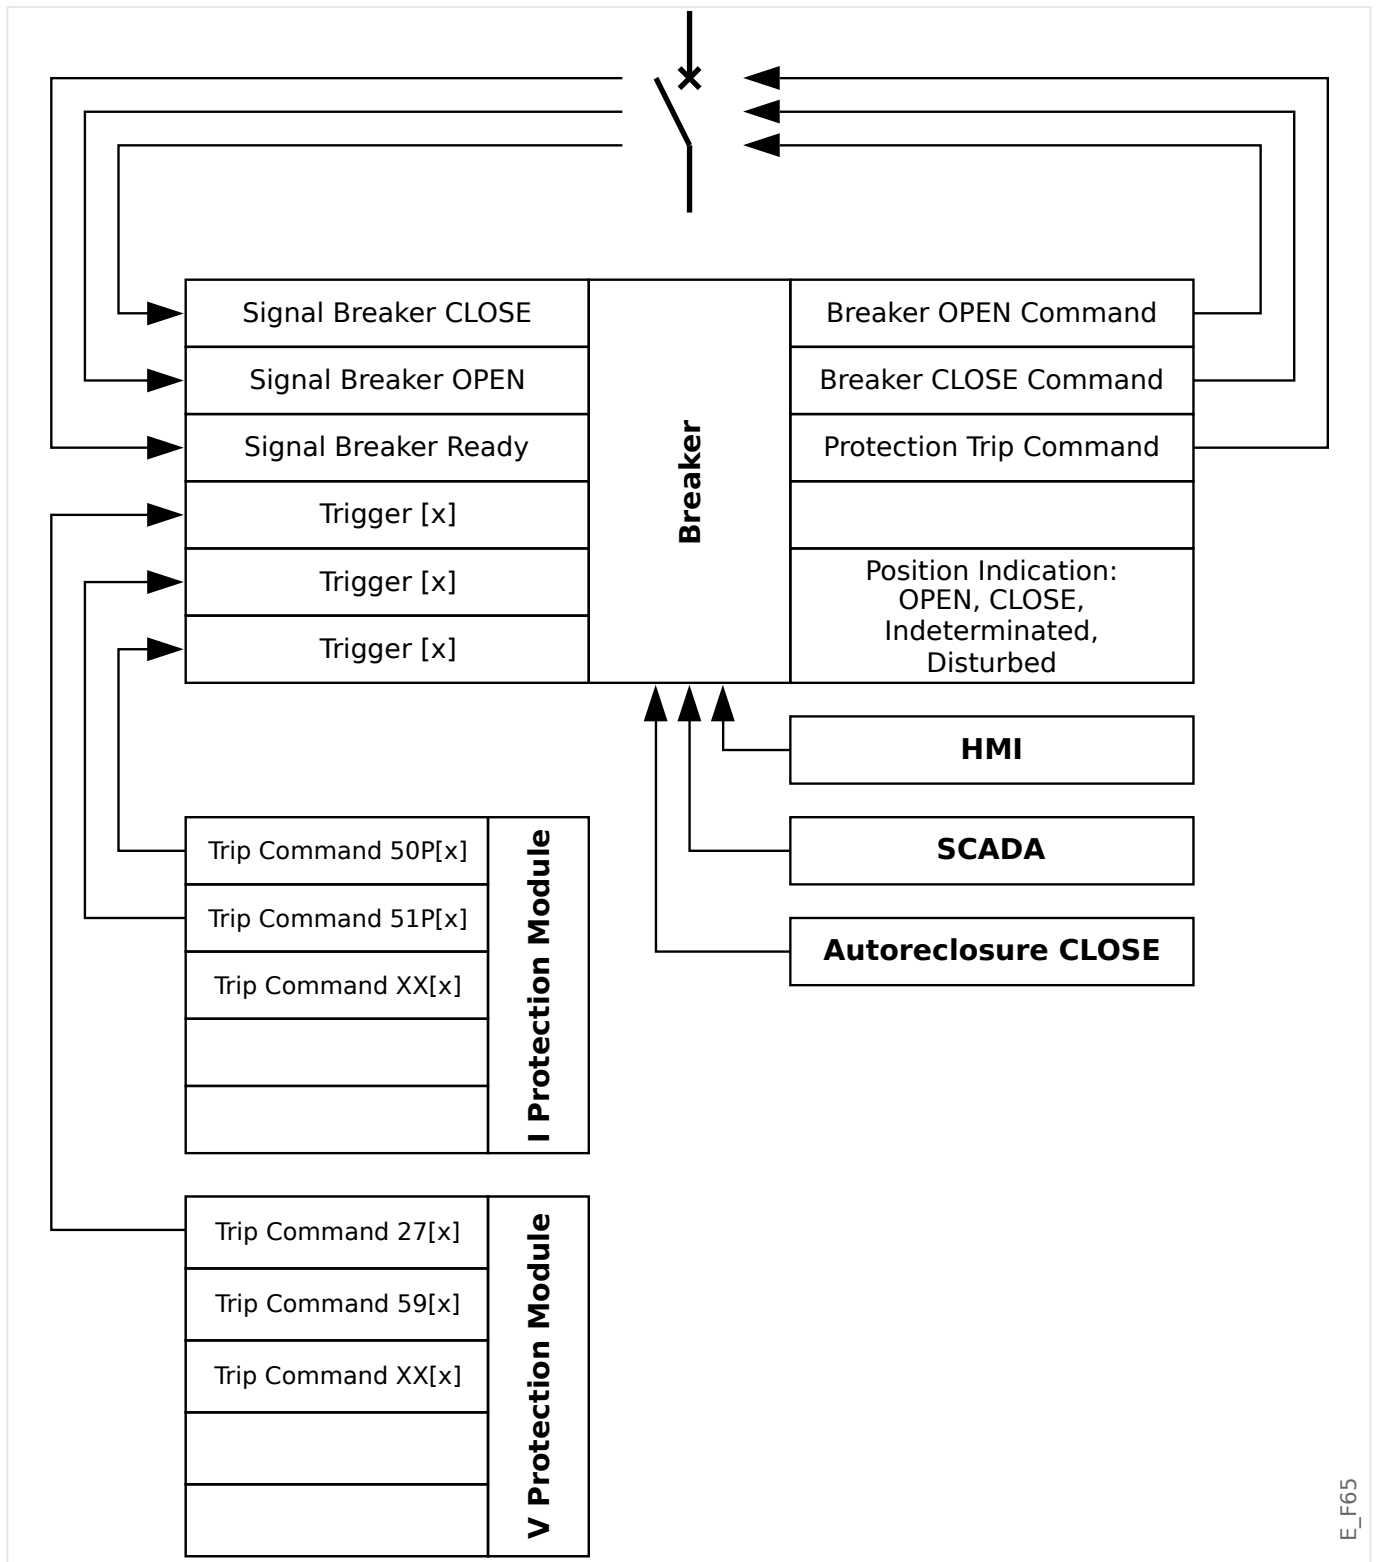 Signal Breaker CLOSE
Signal Breaker OPEN
Signal Breaker Ready
Trigger [x]
Trigger [x]
Trigger [x]
Breaker
Breaker OPEN Command
Breaker CLOSE Command
Protection Trip Command
Position Indication:
OPEN, CLOSE,
Indeterminated,
Disturbed
HMI
SCADA
Autoreclosure CLOSE
Trip Command 50P[x]
Trip Command 51P[x]
Trip Command XX[x]
I Protection Module
Trip Command 27[x]
Trip Command 59[x]
Trip Command XX[x]
V Protection Module
E_F65